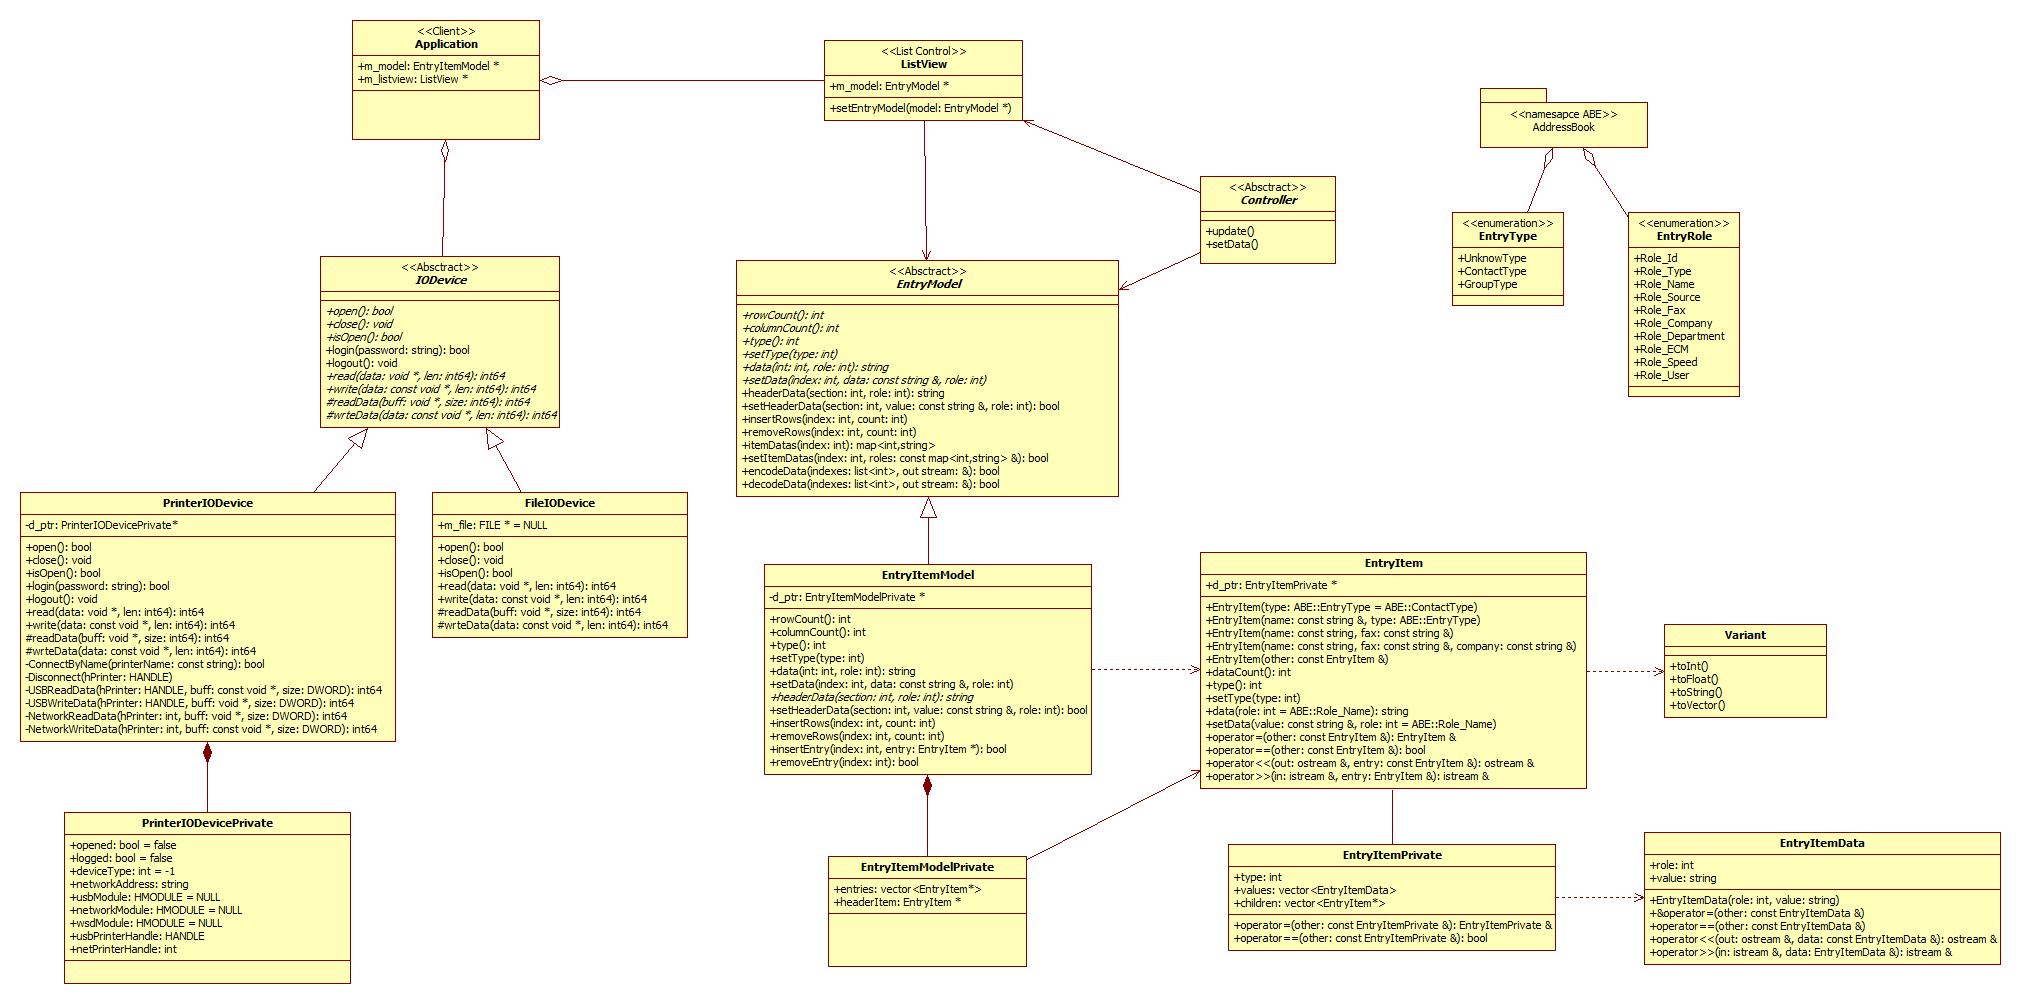 <<Client>>
Application
+m_model: EntryItemModel *
+m_listview: ListView *
<<List Control>>
ListView
+m_model: EntryModel *
+setEntryModel(model: EntryModel *)
<<namesapce ABE>>
AddressBook
<<Absctract>>
Controller
+update()
+setData()
<<enumeration>>
EntryType
+UnknowType
+ContactType
+GroupType
<<enumeration>>
EntryRole
+Role_Id
+Role_Type
+Role_Name
+Role_Source
+Role_Fax
+Role_Company
+Role_Department
+Role_ECM
+Role_Speed
+Role_User
<<Absctract>>
IODevice
+open(): bool
+close(): void
+isOpen(): bool
+login(password: string): bool
+logout(): void
+read(data: void *, len: int64): int64
+write(data: const void *, len: int64): int64
#readData(buff: void *, size: int64): int64
#wrteData(data: const void *, len: int64): int64
<<Absctract>>
EntryModel
+rowCount(): int
+columnCount(): int
+type(): int
+setType(type: int)
+data(int: int, role: int): string
+setData(index: int, data: const string &, role: int)
+headerData(section: int, role: int): string
+setHeaderData(section: int, value: const string &, role: int): bool
+insertRows(index: int, count: int)
+removeRows(index: int, count: int)
+itemDatas(index: int): map<int,string>
+setItemDatas(index: int, roles: const map<int,string> &): bool
+encodeData(indexes: list<int>, out stream: &): bool
+decodeData(indexes: list<int>, out stream: &): bool
PrinterIODevice
-d_ptr: PrinterIODevicePrivate*
+open(): bool
+close(): void
+isOpen(): bool
+login(password: string): bool
+logout(): void
+read(data: void *, len: int64): int64
+write(data: const void *, len: int64): int64
#readData(buff: void *, size: int64): int64
#wrteData(data: const void *, len: int64): int64
-ConnectByName(printerName: const string): bool
-Disconnect(hPrinter: HANDLE)
-USBReadData(hPrinter: HANDLE, buff: const void *, size: DWORD): int64
-USBWriteData(hPrinter: HANDLE, buff: void *, size: DWORD): int64
-NetworkReadData(hPrinter: int, buff: void *, size: DWORD): int64
-NetworkWriteData(hPrinter: int, buff: const void *, size: DWORD): int64
FileIODevice
+m_file: FILE * = NULL
+open(): bool
+close(): void
+isOpen(): bool
+read(data: void *, len: int64): int64
+write(data: const void *, len: int64): int64
#readData(buff: void *, size: int64): int64
#wrteData(data: const void *, len: int64): int64
EntryItemModel
-d_ptr: EntryItemModelPrivate *
+rowCount(): int
+columnCount(): int
+type(): int
+setType(type: int)
+data(int: int, role: int): string
+setData(index: int, data: const string &, role: int)
+headerData(section: int, role: int): string
+setHeaderData(section: int, value: const string &, role: int): bool
+insertRows(index: int, count: int)
+removeRows(index: int, count: int)
+insertEntry(index: int, entry: EntryItem *): bool
+removeEntry(index: int): bool
EntryItem
+d_ptr: EntryItemPrivate *
+EntryItem(type: ABE::EntryType = ABE::ContactType)
+EntryItem(name: const string &, type: ABE::EntryType)
+EntryItem(name: const string, fax: const string &)
+EntryItem(name: const string, fax: const string &, company: const string &)
+EntryItem(other: const EntryItem &)
+dataCount(): int
+type(): int
+setType(type: int)
+data(role: int = ABE::Role_Name): string
+setData(value: const string &, role: int = ABE::Role_Name)
+operator=(other: const EntryItem &): EntryItem &
+operator==(other: const EntryItem &): bool
+operator<<(out: ostream &, entry: const EntryItem &): ostream &
+operator>>(in: istream &, entry: EntryItem &): istream &
Variant
+toInt()
+toFloat()
+toString()
+toVector()
PrinterIODevicePrivate
+opened: bool = false
+logged: bool = false
+deviceType: int = -1
+networkAddress: string
+usbModule: HMODULE = NULL
+networkModule: HMODULE = NULL
+wsdModule: HMODULE = NULL
+usbPrinterHandle: HANDLE
+netPrinterHandle: int
EntryItemModelPrivate
+entries: vector<EntryItem*>
+headerItem: EntryItem *
EntryItemPrivate
+type: int
+values: vector<EntryItemData>
+children: vector<EntryItem*>
+operator=(other: const EntryItemPrivate &): EntryItemPrivate &
+operator==(other: const EntryItemPrivate &): bool
EntryItemData
+role: int
+value: string
+EntryItemData(role: int, value: string)
+&operator=(other: const EntryItemData &)
+operator==(other: const EntryItemData &)
+operator<<(out: ostream &, data: const EntryItemData &): ostream &
+operator>>(in: istream &, data: EntryItemData &): istream &